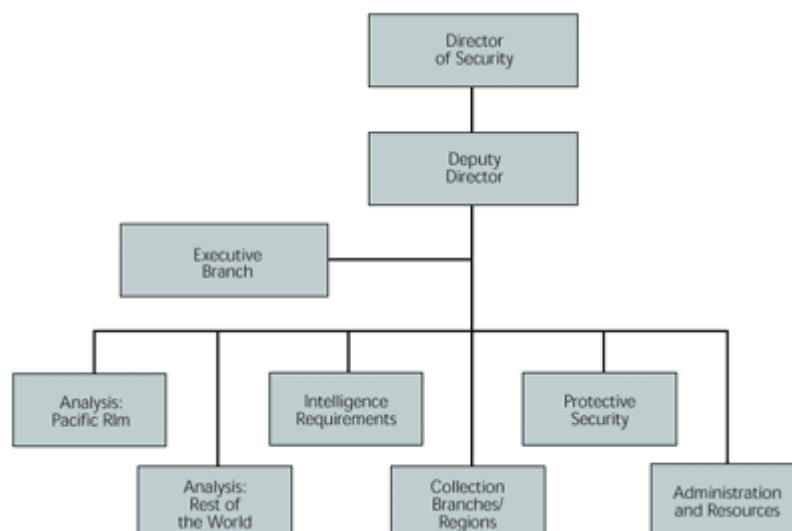 Director
of Security
Deputy
Director
Executive
Branch
Analysis:
Pacific RIm
Intelligence
Requirements
Protective
Security
Analysis:
Rest of
the World
Collection
Branches/
Regions
Administration
and Resources